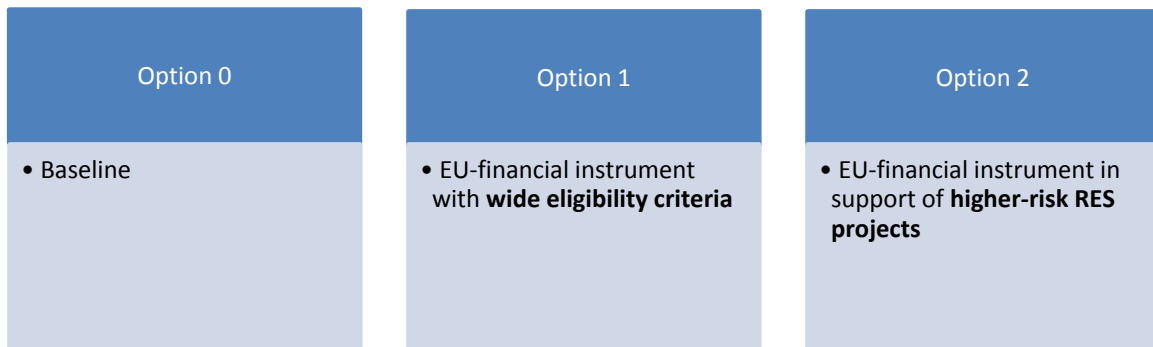 Option 0
• Baseline
Option 1
• EU-financial instrument
with wide eligibility criteria
Option 2
• EU-financial instrument in
support of higher-risk RES
projects